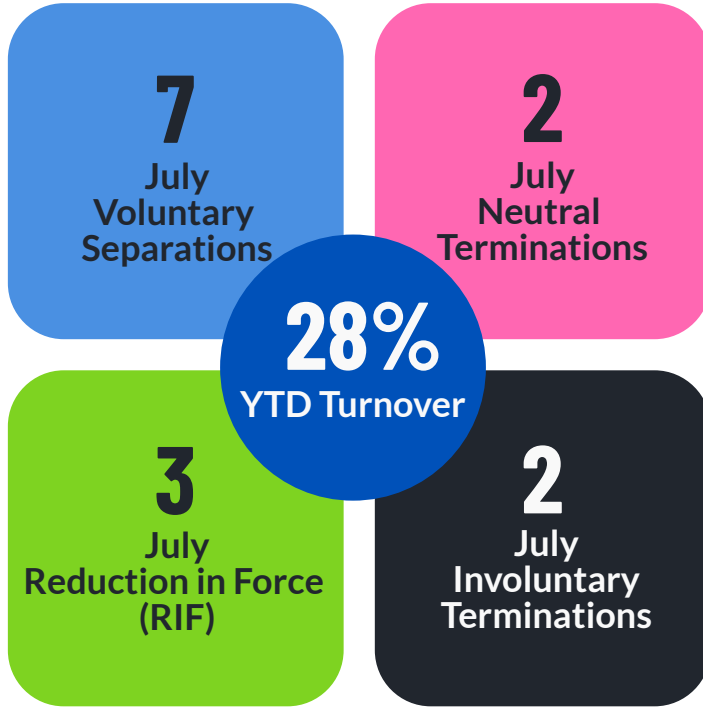 7
July
Voluntary
Separations
2
July
Neutral
Terminations
28%
YTD Turnover
3
July
Reduction in Force
(RIF)
2
July
Involuntary
Terminations